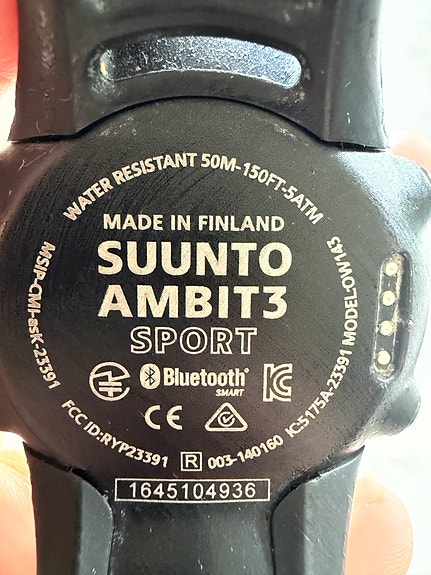 WATER RESISTANT 50M-150FT-5ATM
MADE IN FINLAND
SUUNTO
AMBIT3
SPORT
Bluetooth®
SMART
CE
MSIP-CMI-asK-23391
FCC ID:RYP23391
R 003-140160
IC:5175A-23391 MODEL:OW143
1645104936